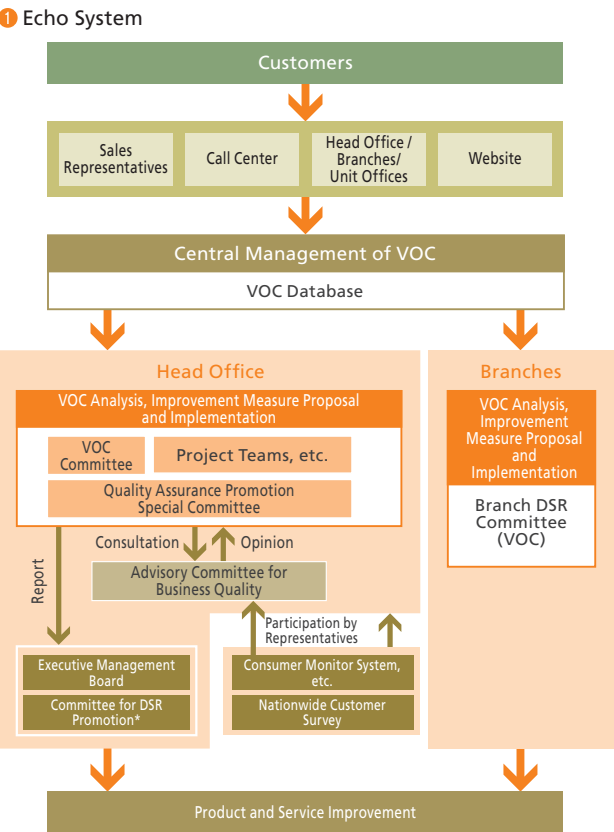 1 Echo System
Customers
Sales
Representatives
Call Center
Head Office /
Branches/
Unit Offices
Website
Central Management of VOC
VOC Database
Head Office
VOC Analysis, Improvement Measure Proposal
and Implementation
VOC
Committee
Project Teams, etc.
Quality Assurance Promotion
Special Committee
Consultation
Opinion
Report
Advisory Committee for
Business Quality
Participation by
Representatives
Executive Management
Board
Committee for DSR
Promotion*
Consumer Monitor System,
etc.
Nationwide Customer
Survey
Branches
VOC Analysis,
Improvement
Measure Proposal
and
Implementation
Branch DSR
Committee
(VOC)
Product and Service Improvement